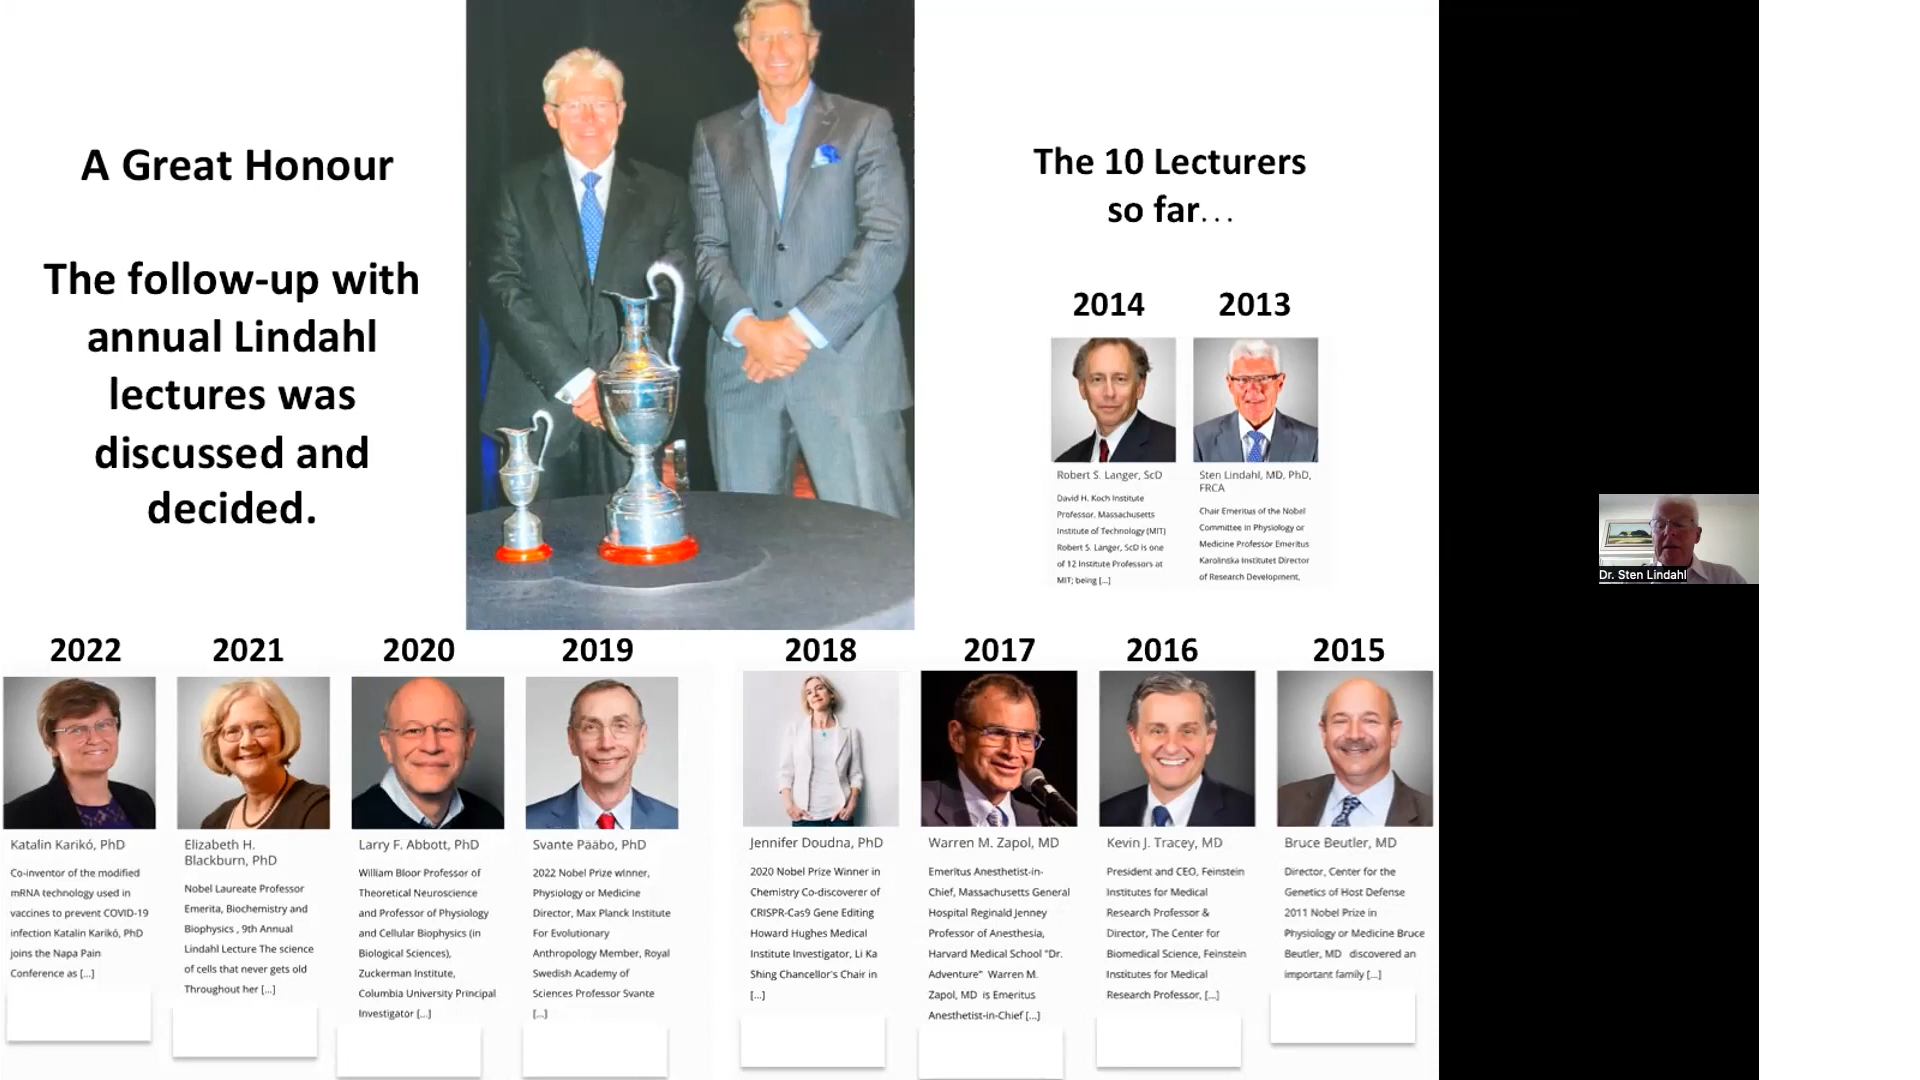 A Great Honour
The follow-up with
annual Lindahl
lectures was
discussed and
decided.
The 10 Lecturers
so far...
2014
Robert S. Langer, ScD
David H. Koch Institute
Professor, Massachusetts
Institute of Technology (MIT)
Robert S. Langer, ScD is one
of 12 Institute Professors at
MIT; being [...]
2013
Sten Lindahl, MD, PhD,
FRCA
Chair Emeritus of the Nobel
Committee in Physiology or
Medicine Professor Emeritus
Karolinska Institutet Director
of Research Development,
Dr. Sten Lindahl
2022
Katalin Karikó, PhD
Co-inventor of the modified
mRNA technology used in
vaccines to prevent COVID-19
infection Katalin Karikó, PhD
joins the Napa Pain
Conference as [...]
2021
Elizabeth H.
Blackburn, PhD
Nobel Laureate Professor
Emerita, Biochemistry and
Biophysics , 9th Annual
Lindahl Lecture The science
of cells that never gets old
Throughout her [...]
2020
Larry F. Abbott, PhD
William Bloor Professor of
Theoretical Neuroscience
and Professor of Physiology
and Cellular Biophysics (in
Biological Sciences),
Zuckerman Institute,
Columbia University Principal
Investigator [...]
2019
Svante Pääbo, PhD
2022 Nobel Prize winner,
Physiology or Medicine
Director, Max Planck Institute
For Evolutionary
Anthropology Member, Royal
Swedish Academy of
Sciences Professor Svante
[...]
2018
Jennifer Doudna, PhD
2020 Nobel Prize Winner in
Chemistry Co-discoverer of
CRISPR-Cas9 Gene Editing
Howard Hughes Medical
Institute Investigator, Li Ka
Shing Chancellor's Chair in
[...]
2017
Warren M. Zapol, MD
Emeritus Anesthetist-in-
Chief, Massachusetts General
Hospital Reginald Jenney
Professor of Anesthesia,
Harvard Medical School "Dr.
Adventure" Warren M.
Zapol, MD is Emeritus
Anesthetist-in-Chief [...]
2016
Kevin J. Tracey, MD
President and CEO, Feinstein
Institutes for Medical
Research Professor &
Director, The Center for
Biomedical Science, Feinstein
Institutes for Medical
Research Professor, [...]
2015
Bruce Beutler, MD
Director, Center for the
Genetics of Host Defense
2011 Nobel Prize in
Physiology or Medicine Bruce
Beutler, MD discovered an
important family [...]